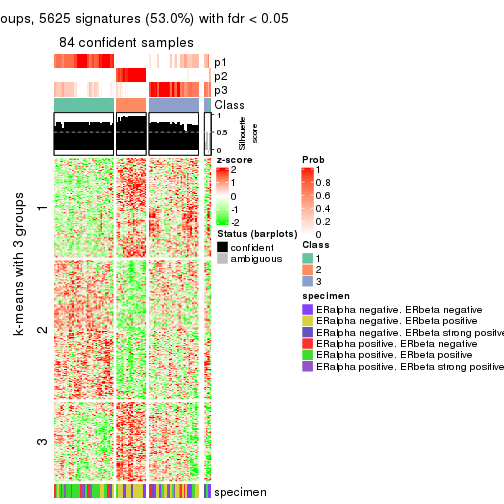 oups, 5625 signatures (53.0%) with fdr < 0.05
84 confident samples
p1
p2
p3
Class
1
0.5
0
Silhouette
score
k-means with 3 groups
1
2
3
z-score
2
1
0
-1
-2
Status (barplots)
confident
ambiguous
Prob
1
0.8
0.6
0.4
0.2
0
Class
1
2
3
specimen
ERalpha negative. ERbeta negative
ERalpha negative. ERbeta positive
ERalpha negative. ERbeta strong positive
ERalpha positive. ERbeta negative
ERalpha positive. ERbeta positive
ERalpha positive. ERbeta strong positive
specimen